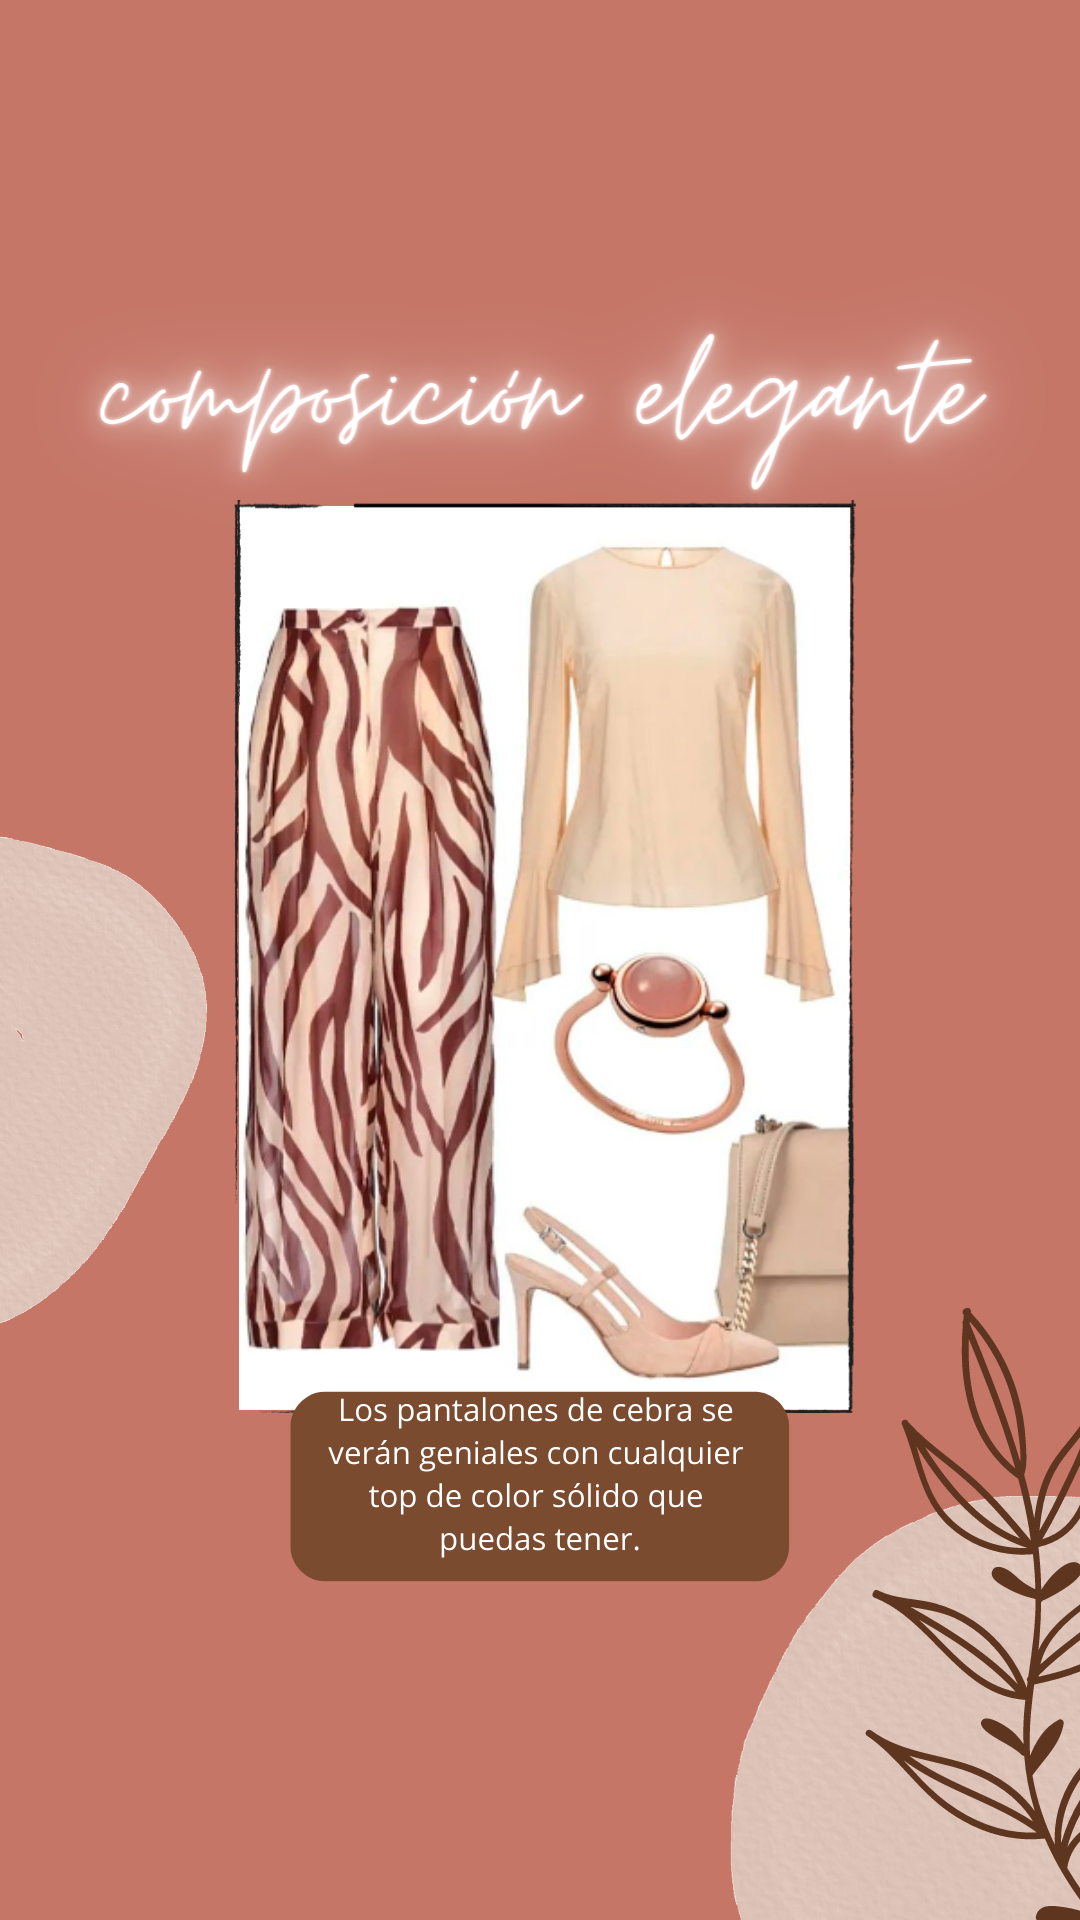 composición elegante
Los pantalones de cebra se
verán geniales con cualquier
top de color sólido que
puedas tener.